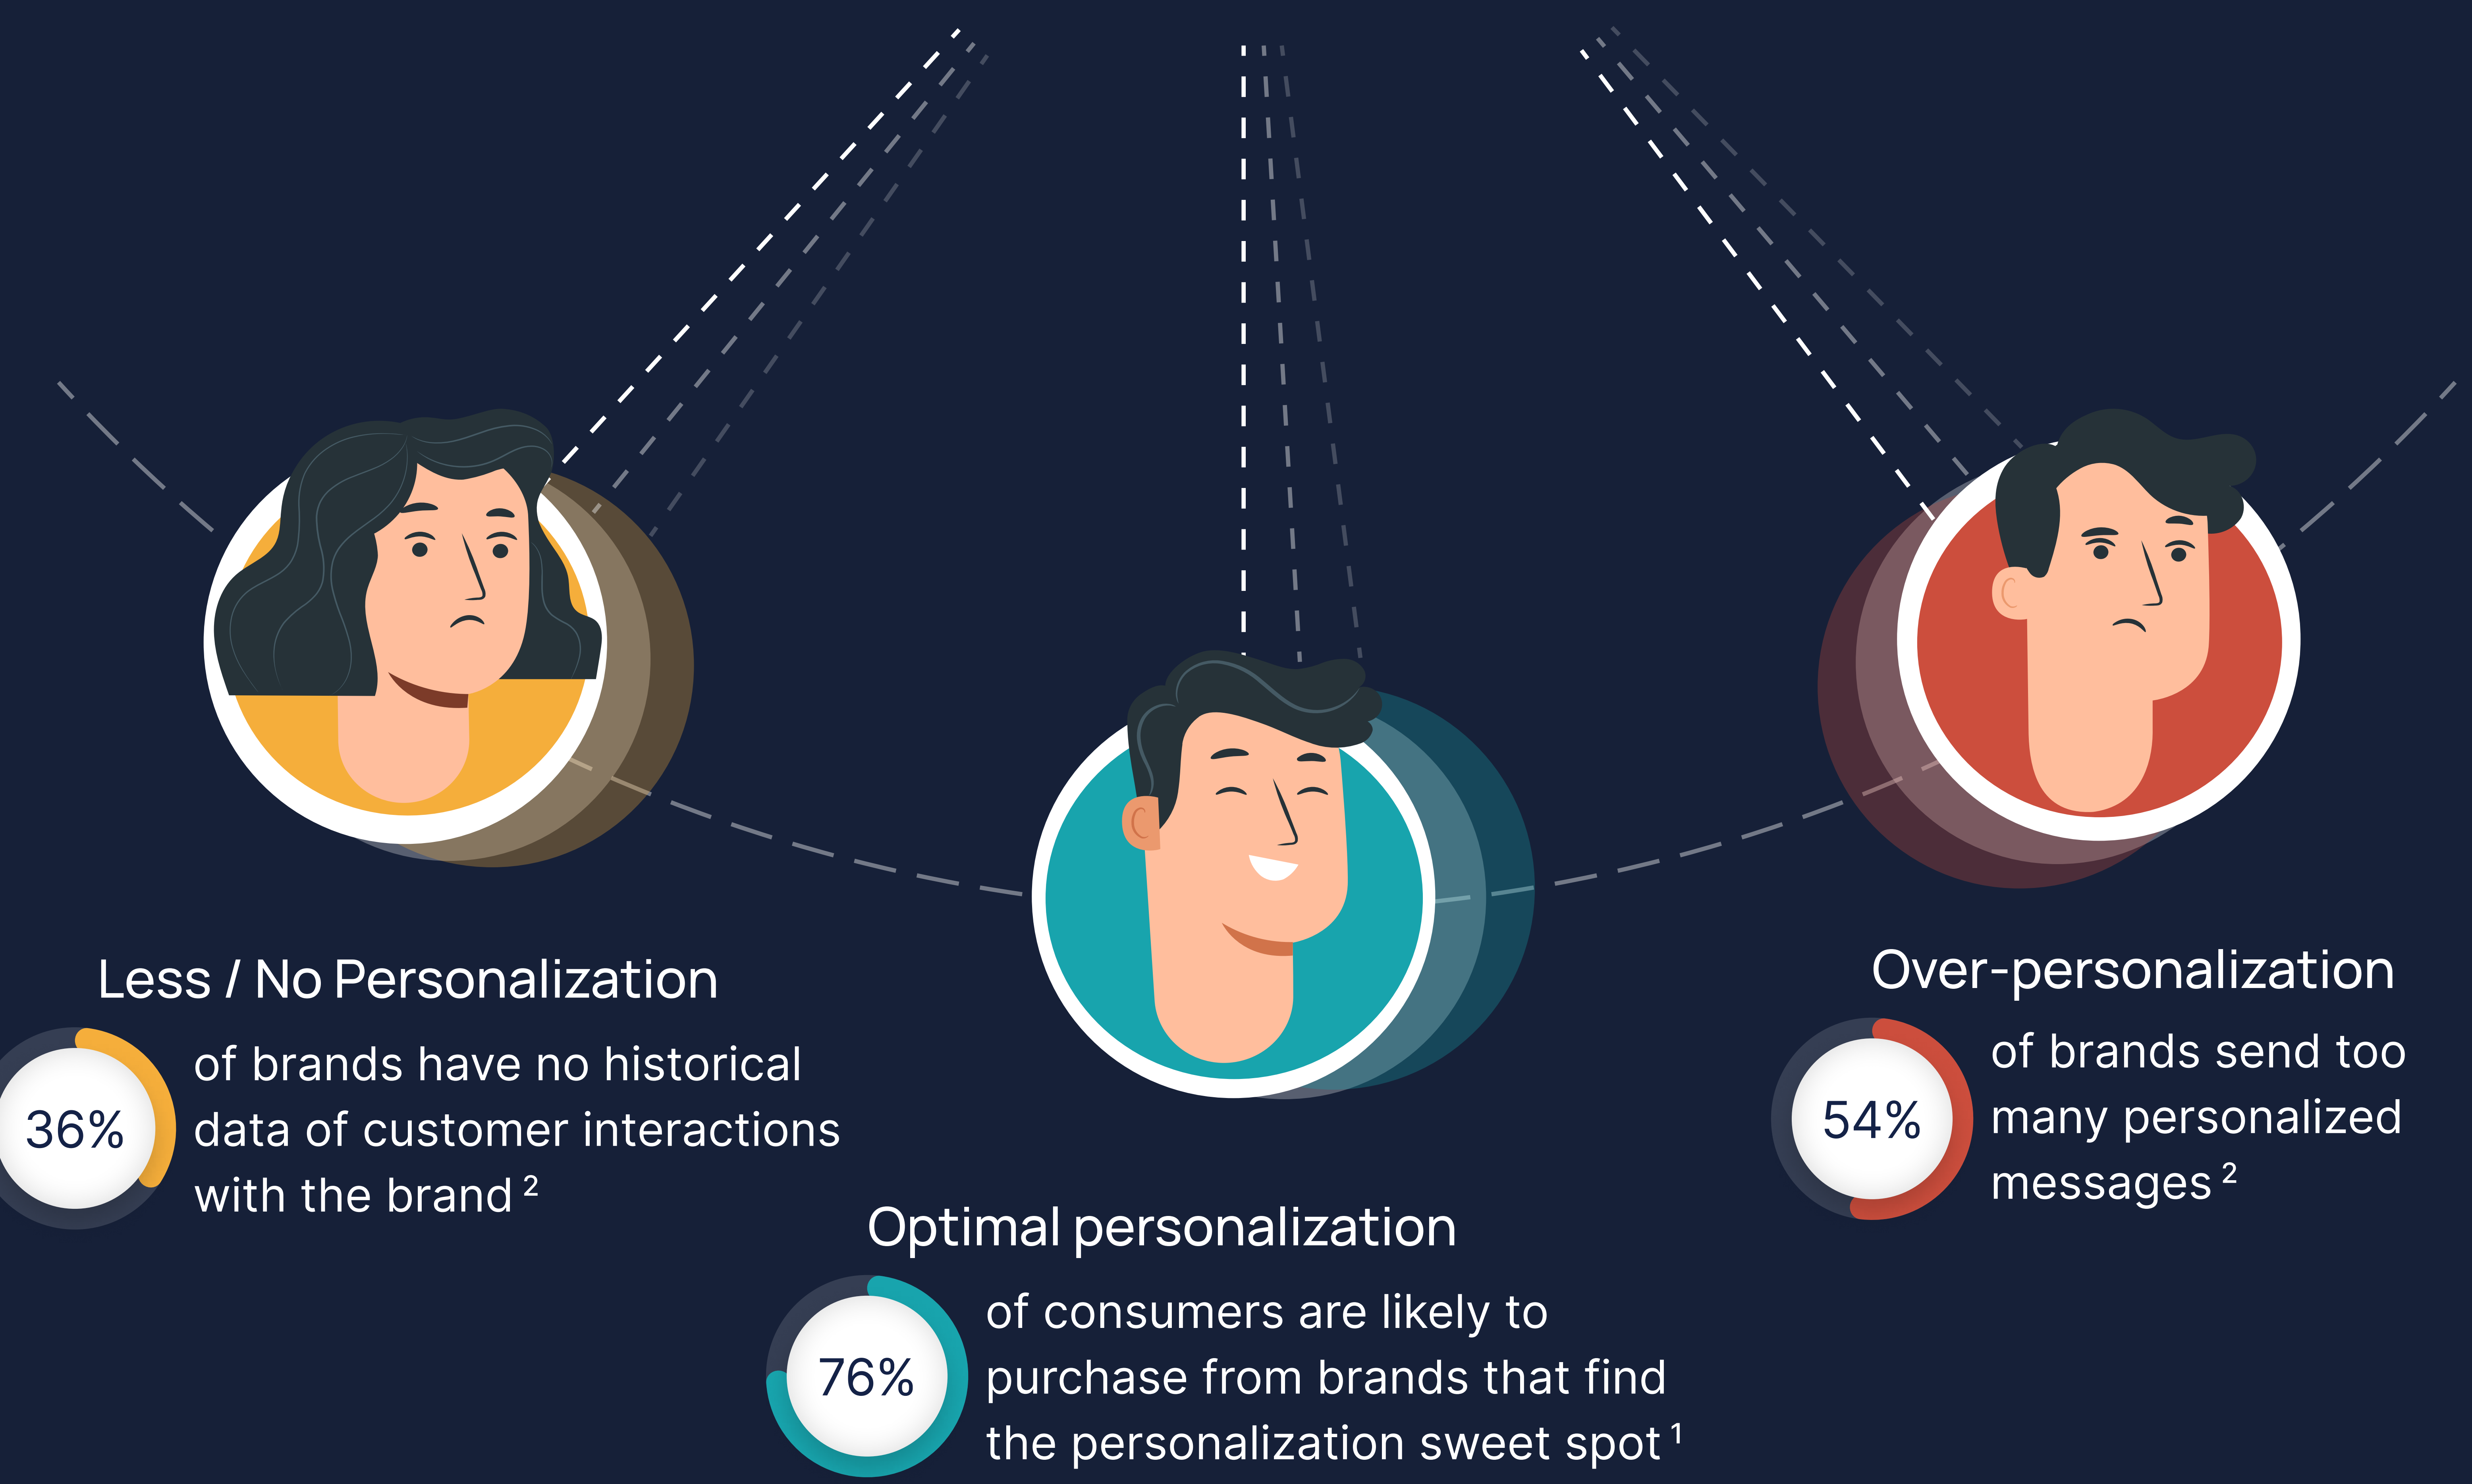 Less / No Personalization
36%
of brands have no historical
data of customer interactions
with the brand ²
Optimal personalization
76%
of consumers are likely to
purchase from brands that find
the personalization sweet spot ¹
Over-personalization
54%
of brands send too
many personalized
messages ²